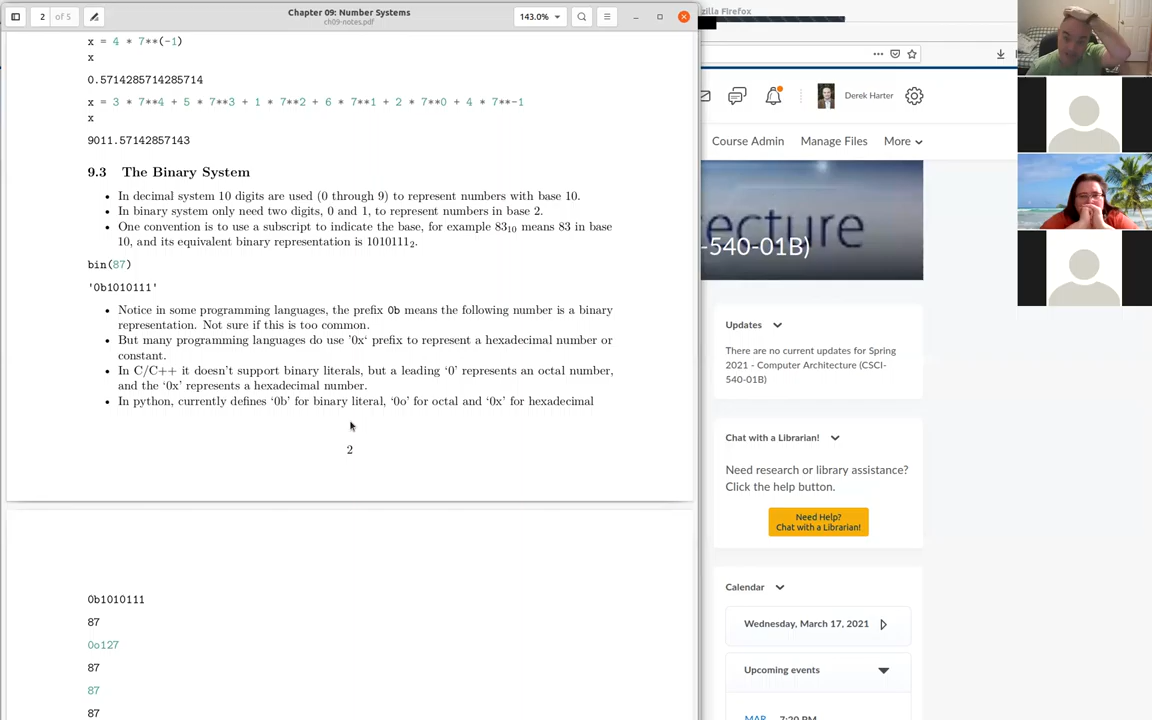 2 of 5
Chapter 09: Number Systems
ch09-notes.pdf
143.0%
x = 4 * 7**(-1)
x
0.5714285714285714
x = 3 * 7**4 + 5 * 7**3 + 1 * 7**2 + 6 * 7**1 + 2 * 7**0 + 4 * 7**-1
x
9011.57142857143
9.3 The Binary System
• In decimal system 10 digits are used (0 through 9) to represent numbers with base 10.
• In binary system only need two digits, 0 and 1, to represent numbers in base 2.
• One convention is to use a subscript to indicate the base, for example 83₁₀ means 83 in base
10, and its equivalent binary representation is 1010111₂.
bin(87)
'0b1010111'
• Notice in some programming languages, the prefix 0b means the following number is a binary
representation. Not sure if this is too common.
• But many programming languages do use '0x' prefix to represent a hexadecimal number or
constant.
• In C/C++ it doesn't support binary literals, but a leading '0' represents an octal number,
and the '0x' represents a hexadecimal number.
• In python, currently defines '0b' for binary literal, '0o' for octal and '0x' for hexadecimal
2
0b1010111
87
0o127
87
87
87
zilla Firefox
Derek Harter
Course Admin Manage Files More
ecture
-540-01B)
Updates
There are no current updates for Spring
2021 - Computer Architecture (CSCI-
540-01B)
Chat with a Librarian!
Need research or library assistance?
Click the help button.
Need Help?
Chat with a Librarian!
Calendar
Wednesday, March 17, 2021
Upcoming events
MAR 7:20 PM